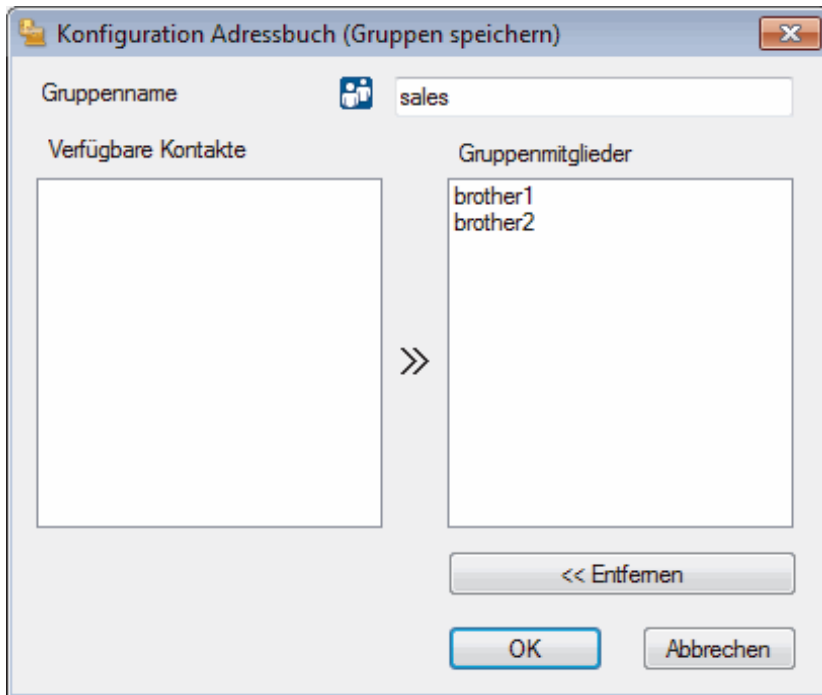 Konfiguration Adressbuch (Gruppen speichern)
Gruppenname
sales
Verfügbare Kontakte
Gruppenmitglieder
brother1
brother2
>>
<< Entfernen
OK
Abbrechen